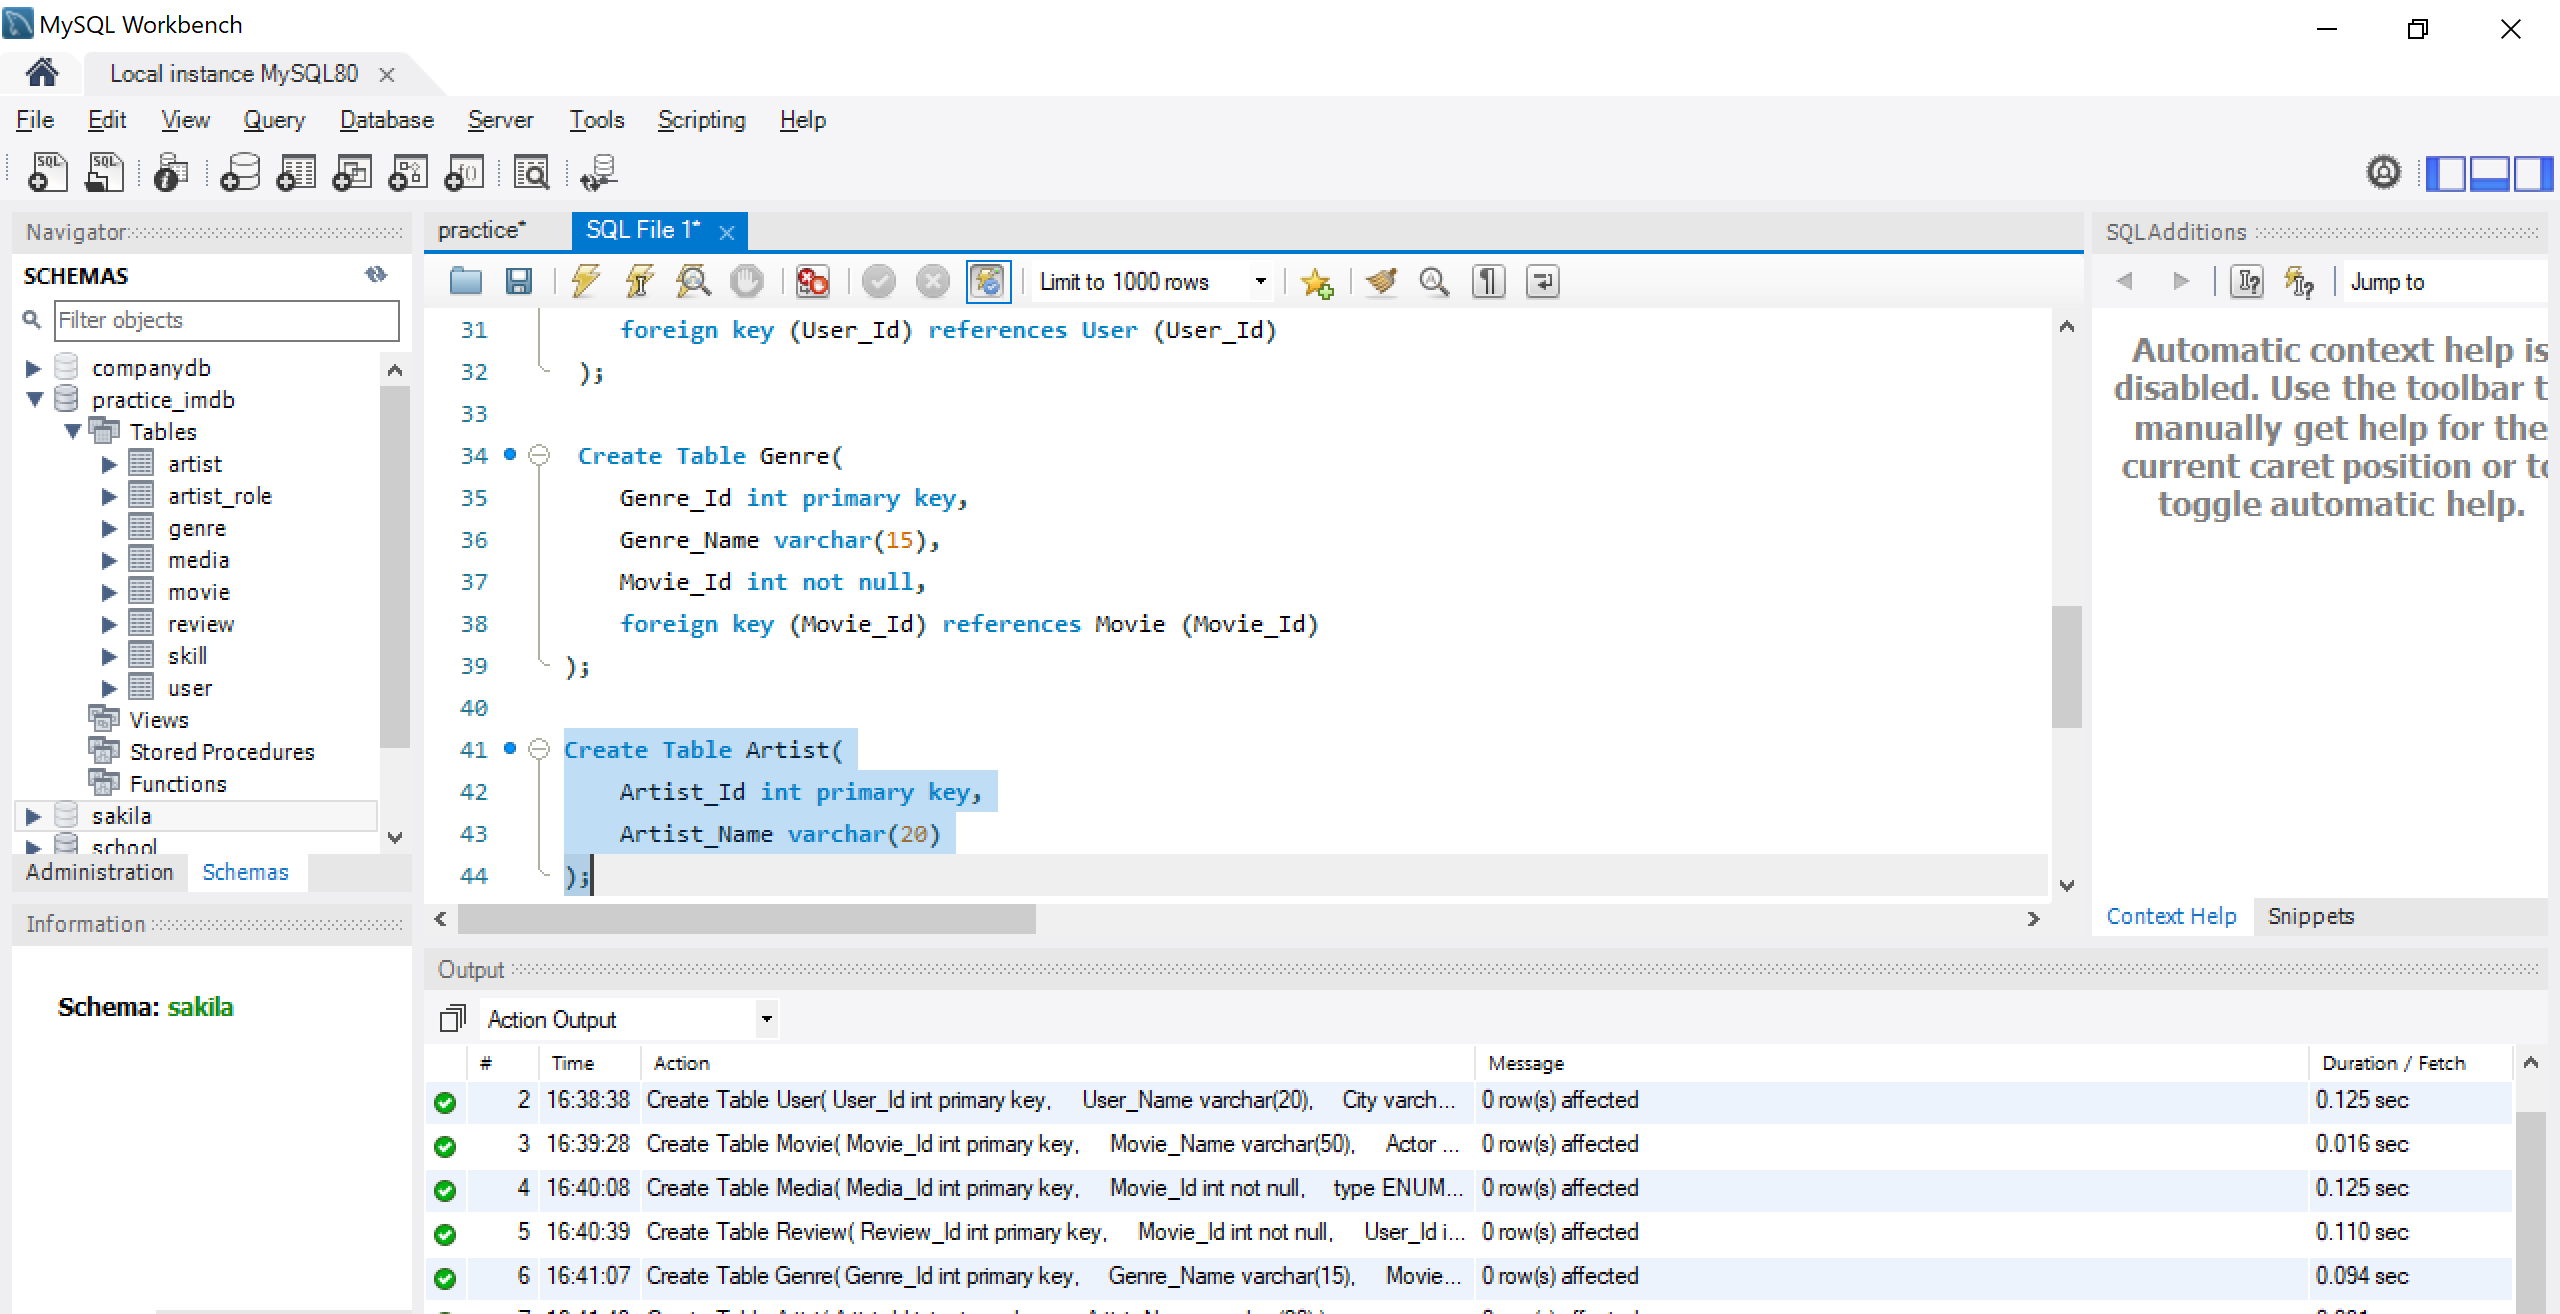 MySQL Workbench
Local instance MySQL80
File Edit View Query Database Server Tools Scripting Help
Navigator
SCHEMAS
Filter objects
companydb
practice_imdb
Tables
artist
artist_role
genre
media
movie
review
skill
user
Views
Stored Procedures
Functions
sakila
school
Administration Schemas
Information
Schema: sakila
practice* SQL File 1*
Limit to 1000 rows
31 foreign key (User_Id) references User (User_Id)
32 );
33
34 Create Table Genre(
35 Genre_Id int primary key,
36 Genre_Name varchar(15),
37 Movie_Id int not null,
38 foreign key (Movie_Id) references Movie (Movie_Id)
39 );
40
41 Create Table Artist(
42 Artist_Id int primary key,
43 Artist_Name varchar(20)
44 );
SQLAdditions
Jump to
Automatic context help is
disabled. Use the toolbar t
manually get help for the
current caret position or to
toggle automatic help.
Context Help Snippets
Output
Action Output
# Time Action Message Duration / Fetch
2 16:38:38 Create Table User( User_Id int primary key, User_Name varchar(20), City varch... 0 row(s) affected 0.125 sec
3 16:39:28 Create Table Movie( Movie_Id int primary key, Movie_Name varchar(50), Actor ... 0 row(s) affected 0.016 sec
4 16:40:08 Create Table Media( Media_Id int primary key, Movie_Id int not null, type ENUM... 0 row(s) affected 0.125 sec
5 16:40:39 Create Table Review( Review_Id int primary key, Movie_Id int not null, User_Id i... 0 row(s) affected 0.110 sec
6 16:41:07 Create Table Genre( Genre_Id int primary key, Genre_Name varchar(15), Movie... 0 row(s) affected 0.094 sec